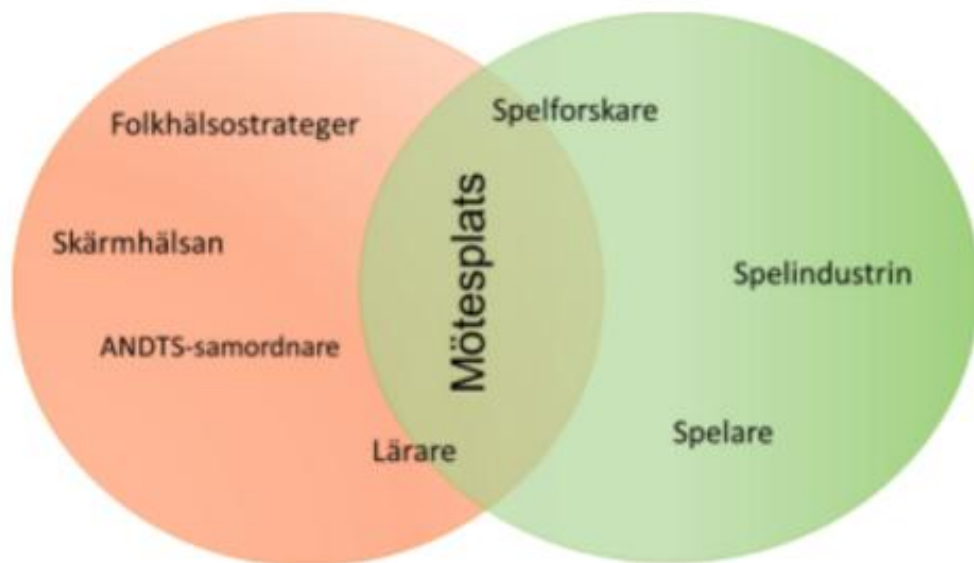 Folkhälsostrateger
Spelforskare
Mötesplats
Skärmhälsan
Spelindustrin
ANDTS-samordnare
Lärare
Spelare